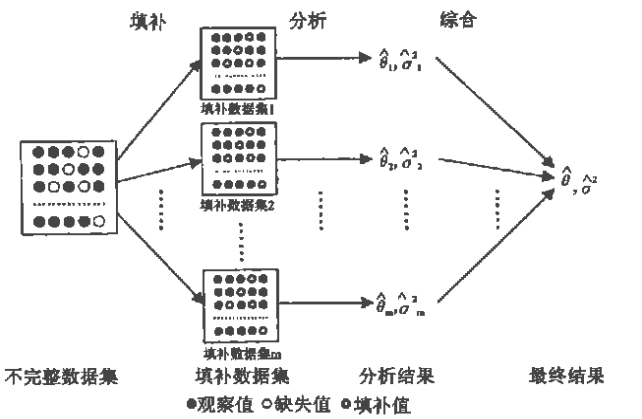 填补 分析 综合
填补数据集1
θ̂₁,σ̂²₁
填补数据集2
θ̂₂,σ̂²₂
θ̂,σ̂²
填补数据集m
θ̂ₘ,σ̂²ₘ
不完整数据集 填补数据集 分析结果 最终结果
●观察值 ○缺失值 ◎填补值